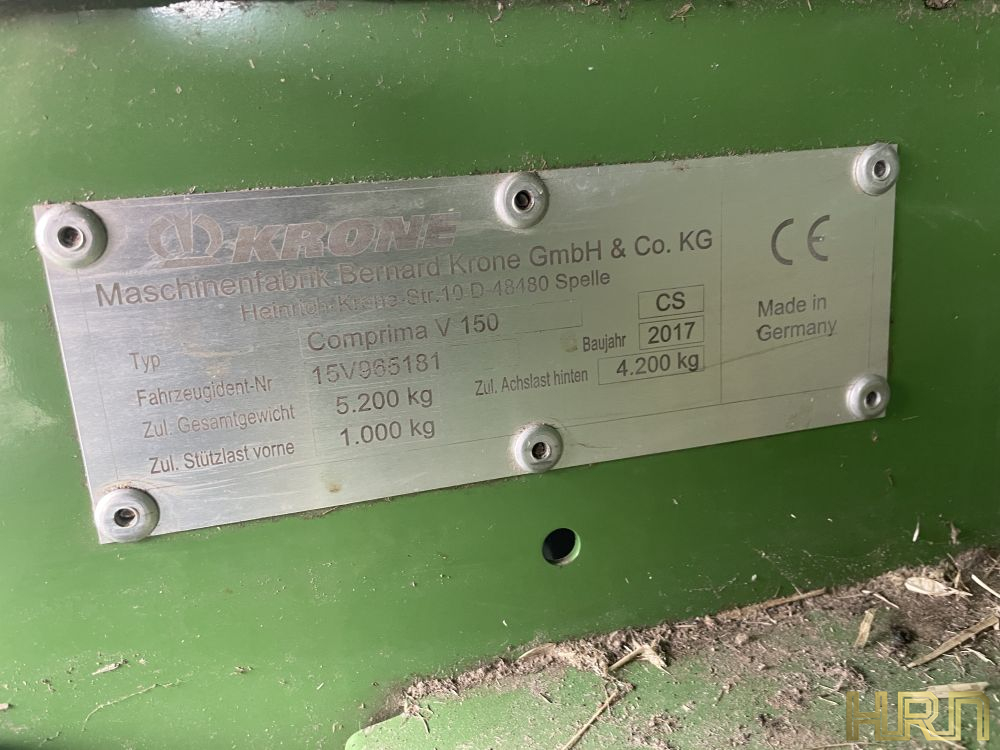 KRONE
Maschinenfabrik Bernard Krone GmbH & Co. KG
Heinrich-Krone-Str.10 D-48480 Spelle
CE
Made in
Germany
Typ Comprima V 150 CS
Fahrzeugident-Nr 15V965181 Baujahr 2017
Zul. Gesamtgewicht 5.200 kg Zul. Achslast hinten 4.200 kg
Zul. Stützlast vorne 1.000 kg
HRN